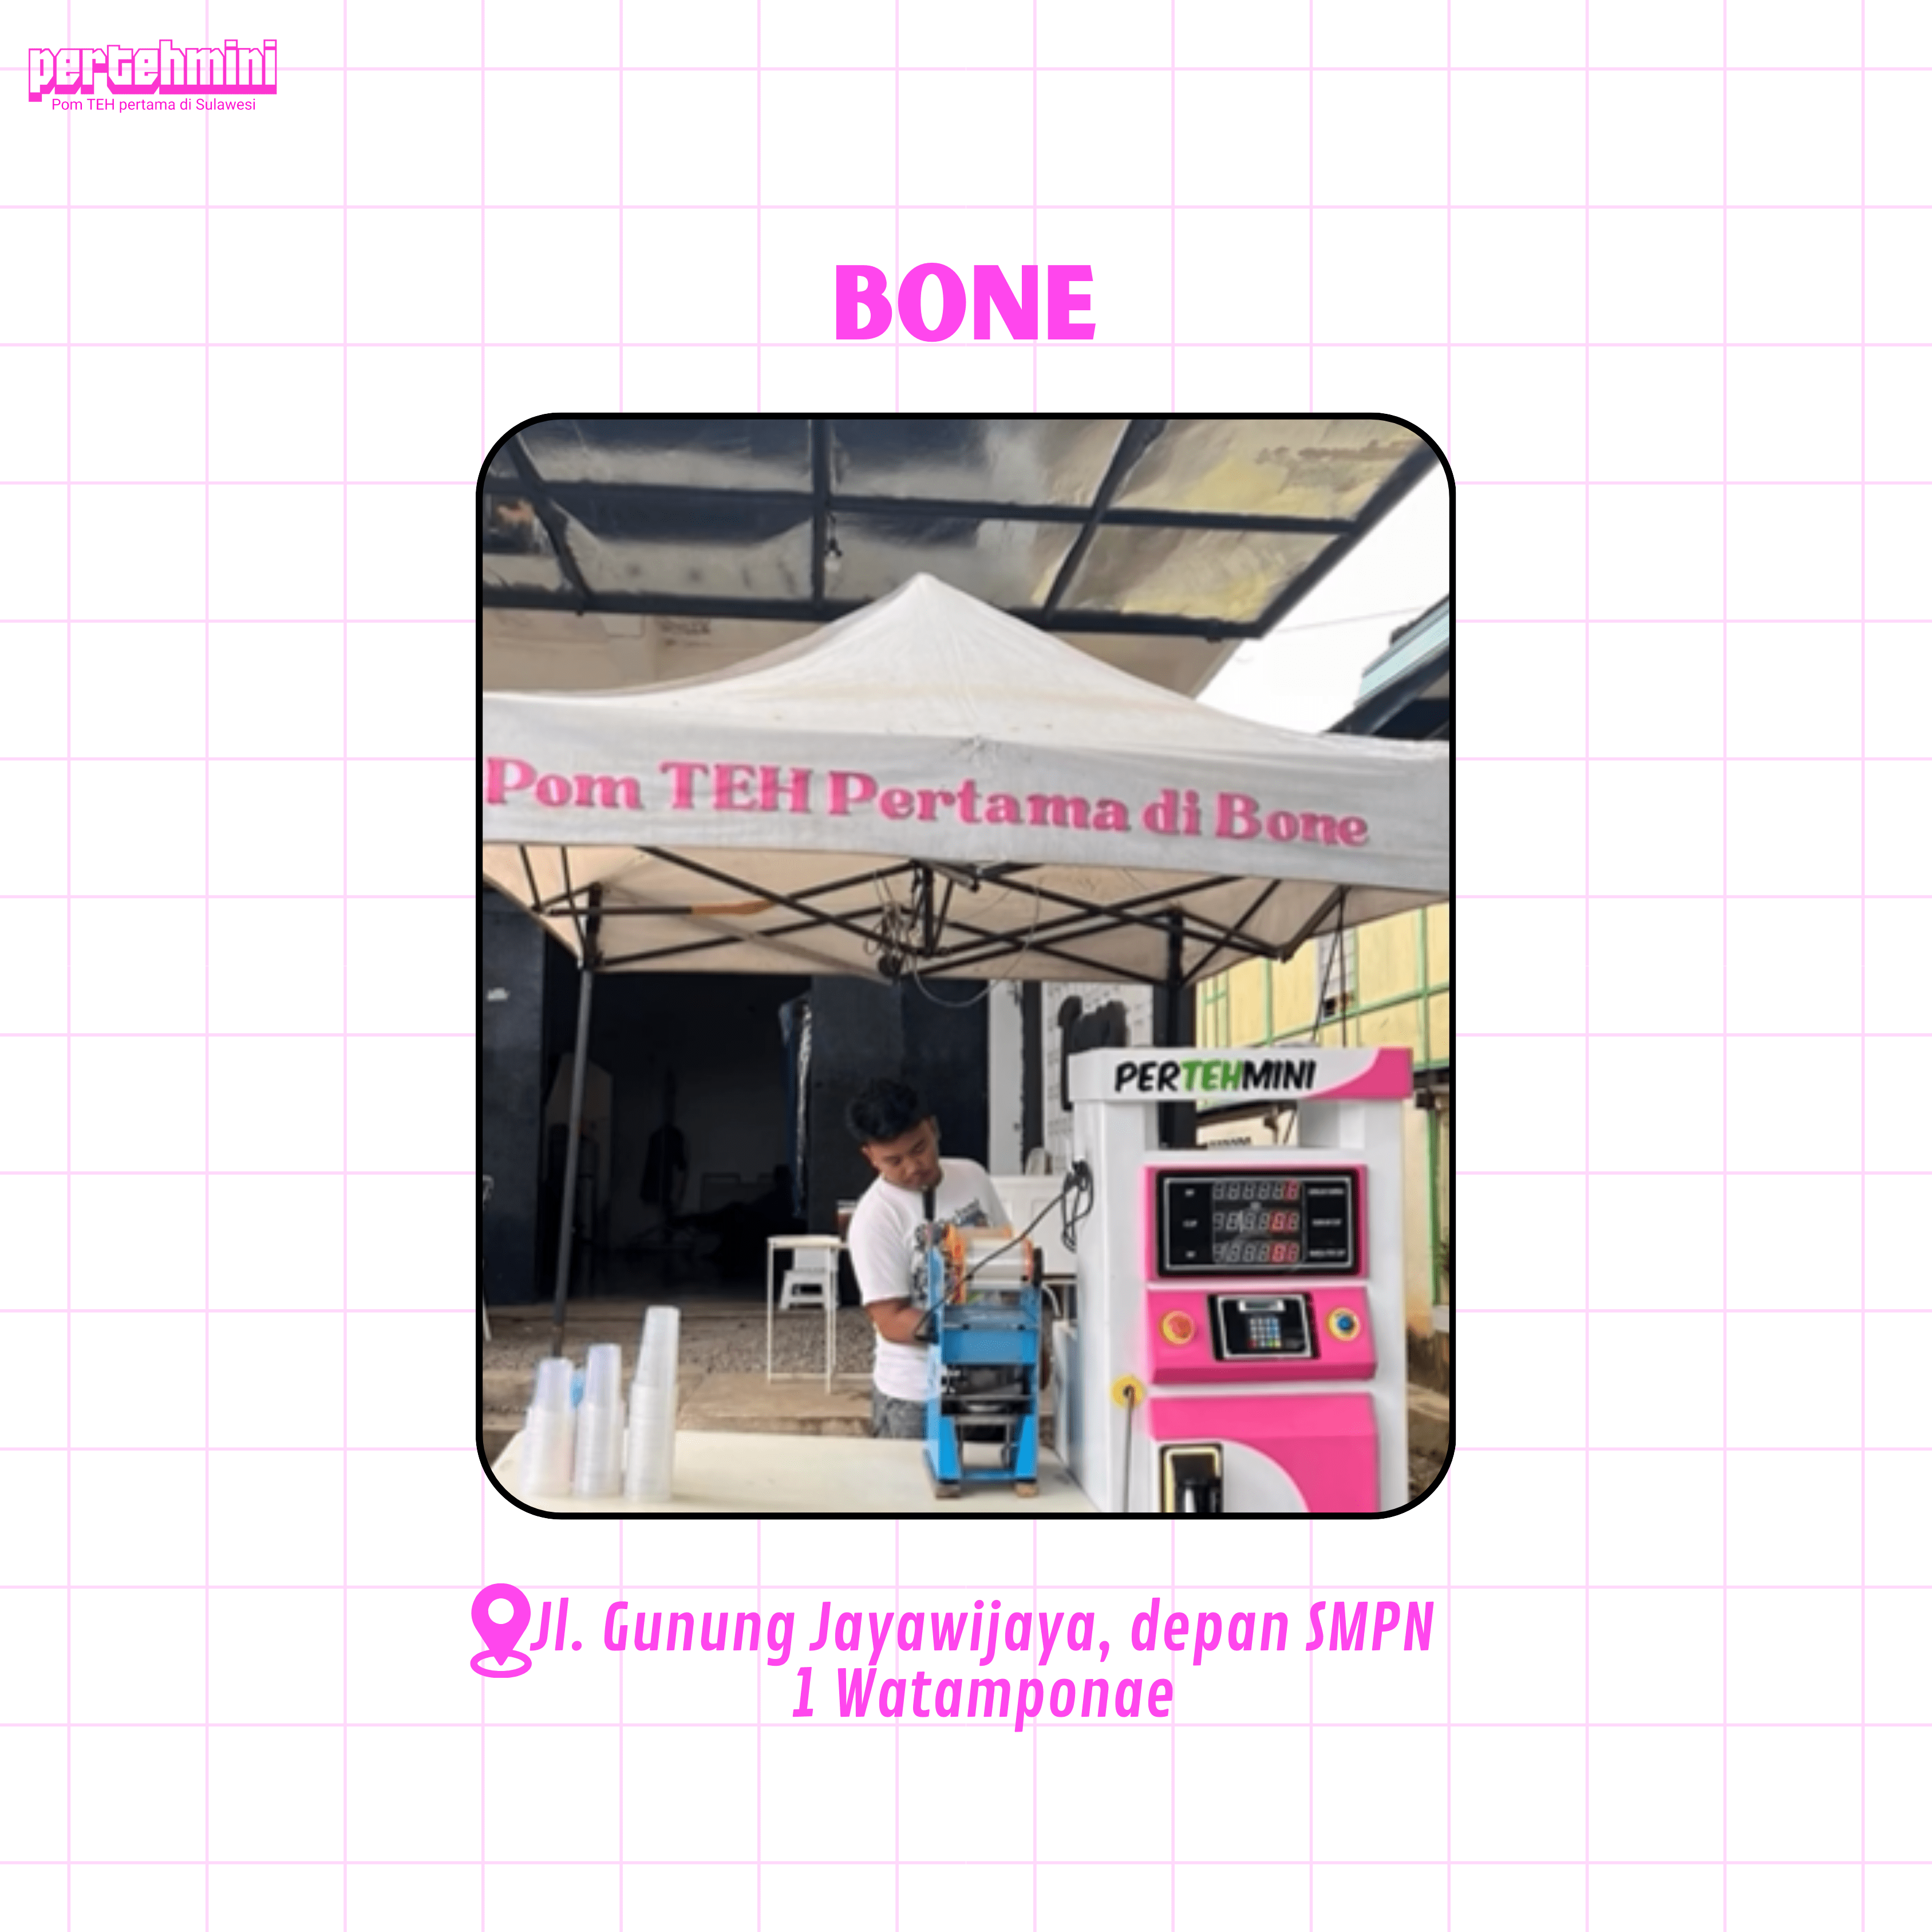 pertehmini
Pom TEH pertama di Sulawesi
BONE
Pom TEH Pertama di Bone
PERTEHMINI
Jl. Gunung Jayawijaya, depan SMPN
1 Watamponae